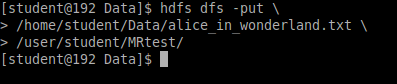 [student@192 Data]$ hdfs dfs -put \
> /home/student/Data/alice_in_wonderland.txt \
> /user/student/MRtest/
[student@192 Data]$